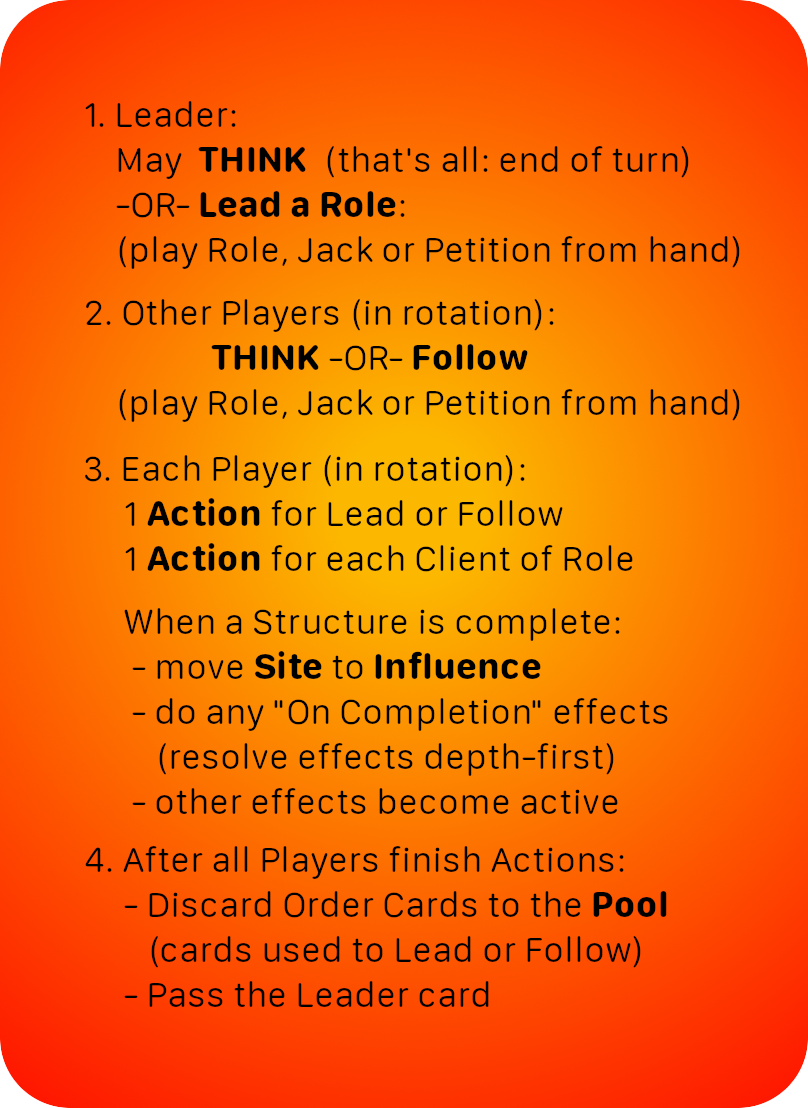 1. Leader:
May THINK (that's all: end of turn)
-OR- Lead a Role:
(play Role, Jack or Petition from hand)
2. Other Players (in rotation):
THINK -OR- Follow
(play Role, Jack or Petition from hand)
3. Each Player (in rotation):
1 Action for Lead or Follow
1 Action for each Client of Role
When a Structure is complete:
- move Site to Influence
- do any "On Completion" effects
(resolve effects depth-first)
- other effects become active
4. After all Players finish Actions:
- Discard Order Cards to the Pool
(cards used to Lead or Follow)
- Pass the Leader card